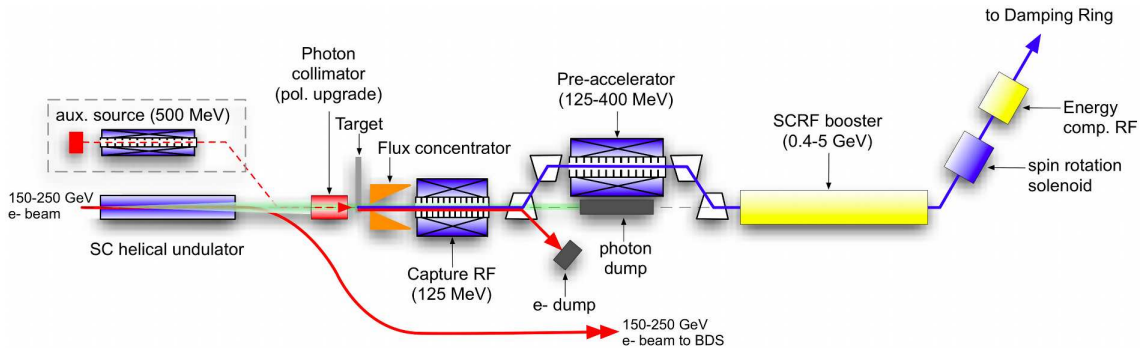 to Damping Ring
Photon
collimator
(pol. upgrade)
Pre-accelerator
(125-400 MeV)
aux. source (500 MeV)
Target
SCRF booster
(0.4-5 GeV)
Energy
comp. RF
Flux concentrator
spin rotation
solenoid
150-250 GeV
e- beam
SC helical undulator
photon
dump
Capture RF
(125 MeV)
e- dump
150-250 GeV
e- beam to BDS